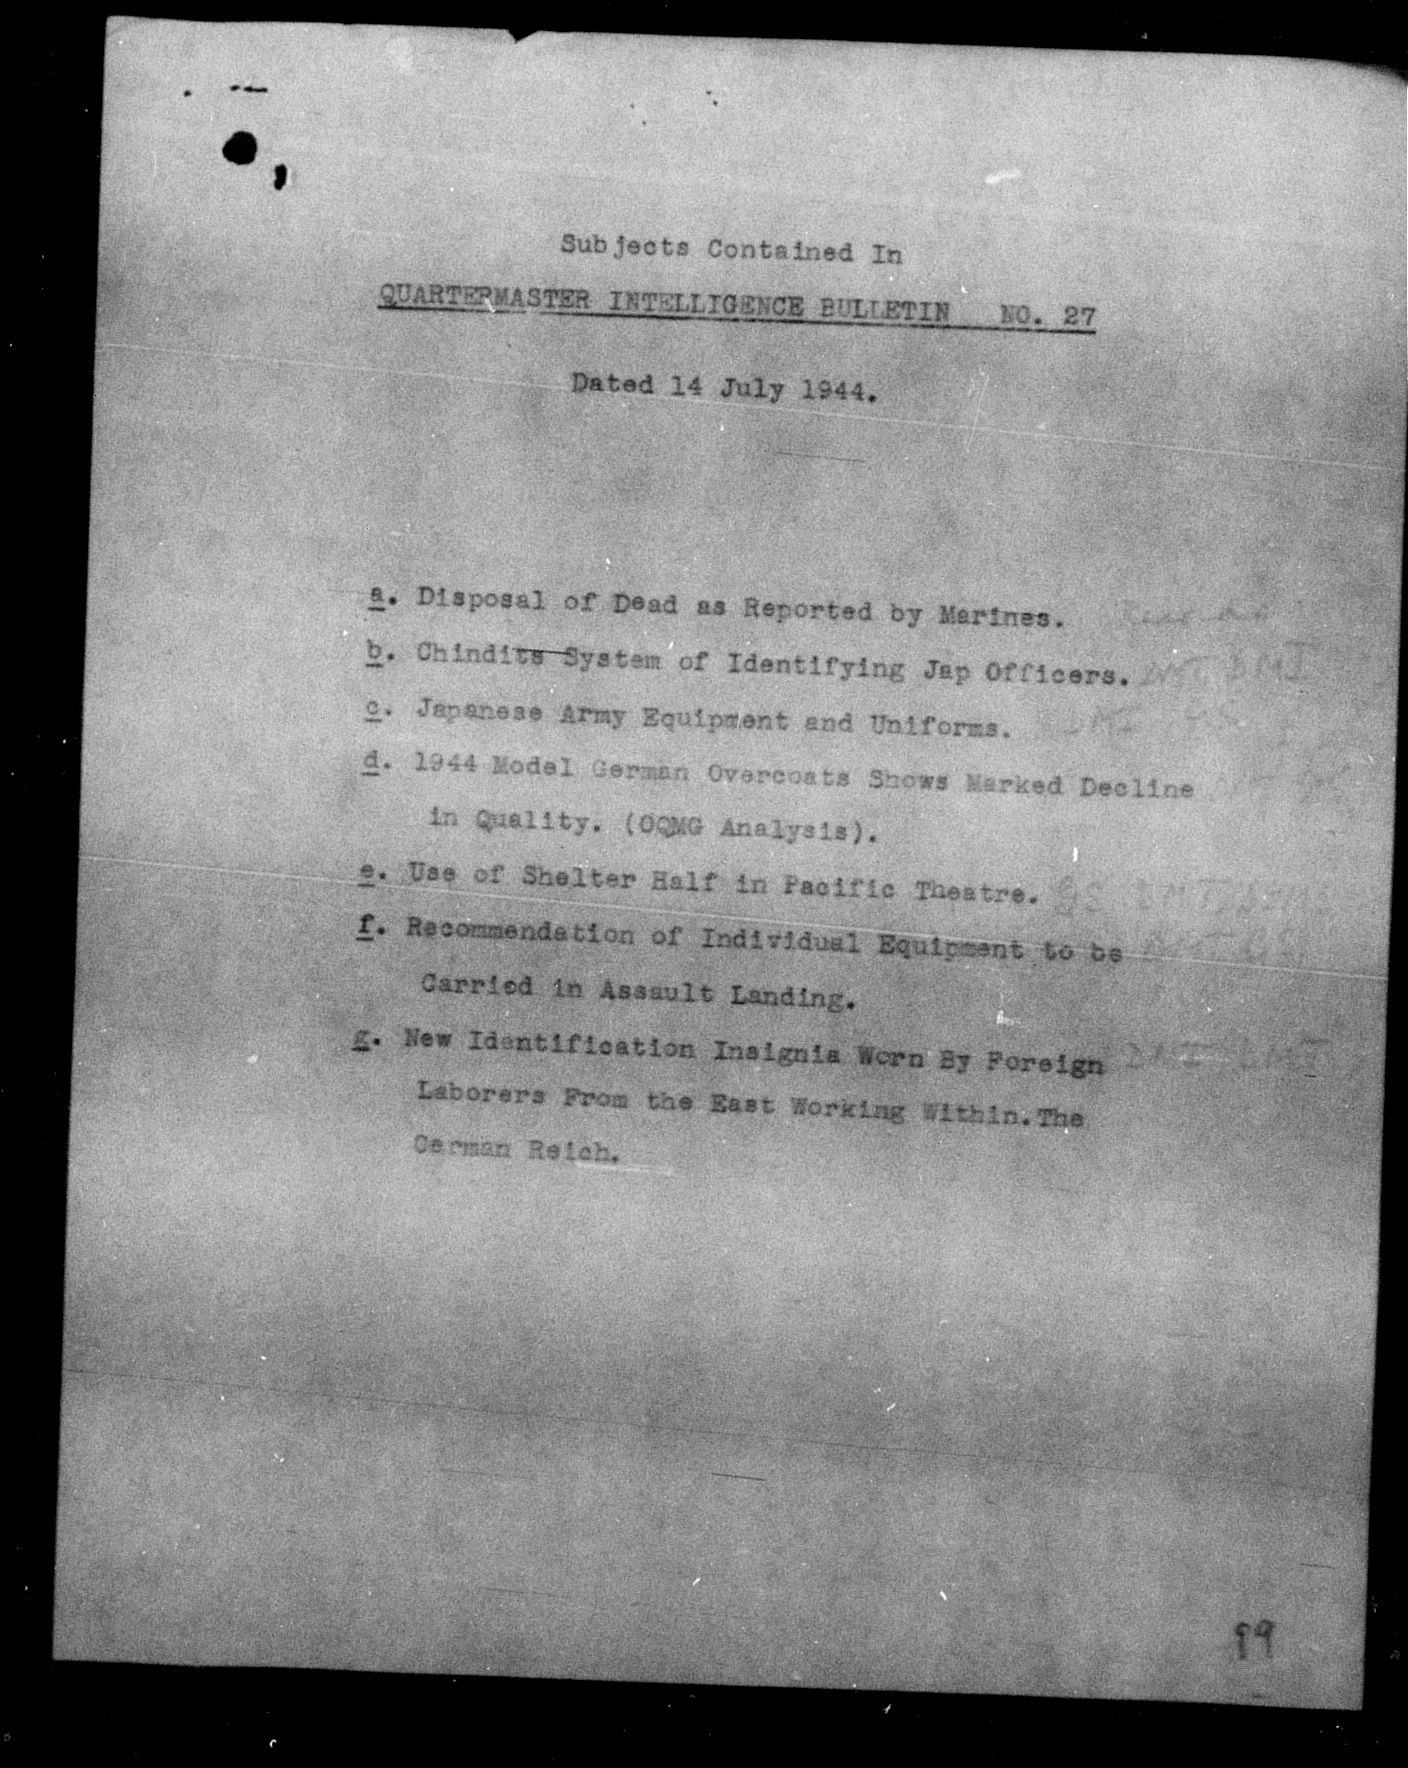 Subjects Contained In
QUARTERMASTER INTELLIGENCE BULLETIN NO. 27
Dated 14 July 1944.
a. Disposal of Dead as Reported by Marines.
b. Chindits System of Identifying Jap Officers.
c. Japanese Army Equipment and Uniforms.
d. 1944 Model German Overcoats Shows Marked Decline
in Quality. (OQMG Analysis).
e. Use of Shelter Half in Pacific Theatre.
f. Recommendation of Individual Equipment to be
Carried in Assault Landing.
g. New Identification Insignia Worn By Foreign
Laborers From the East Working Within.The
German Reich.